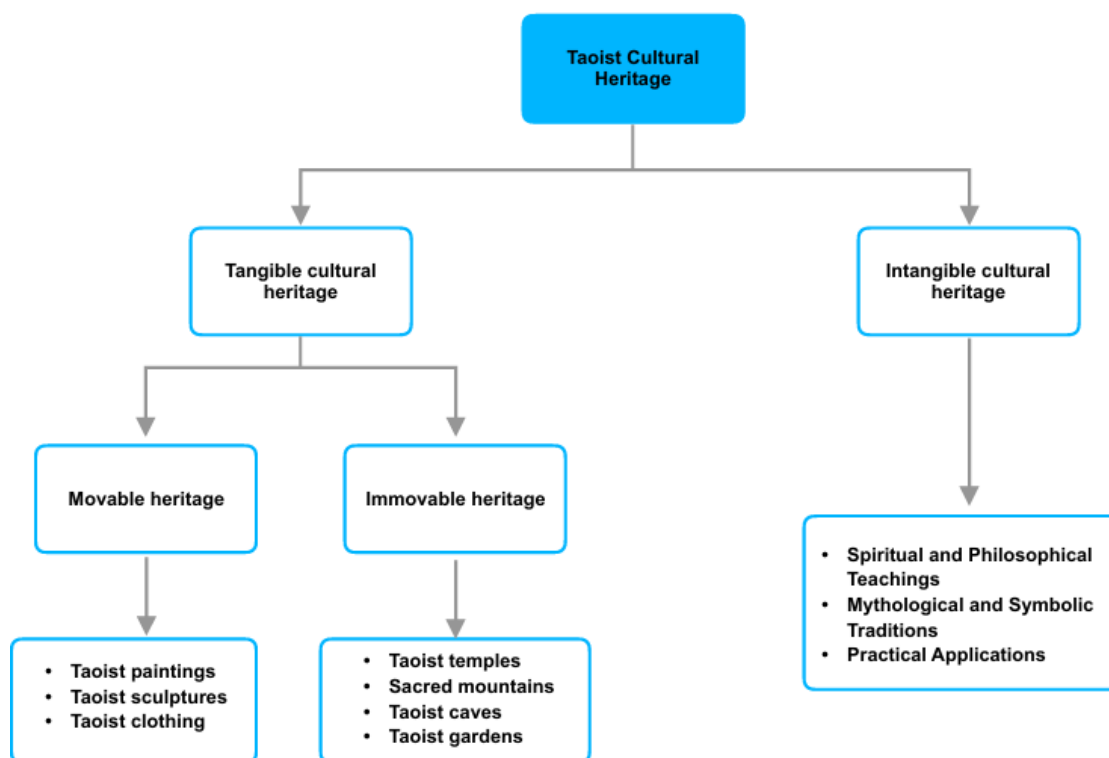 Taoist Cultural
Heritage
Tangible cultural
heritage
Intangible cultural
heritage
Movable heritage
Immovable heritage
• Taoist paintings
• Taoist sculptures
• Taoist clothing
• Taoist temples
• Sacred mountains
• Taoist caves
• Taoist gardens
• Spiritual and Philosophical
Teachings
• Mythological and Symbolic
Traditions
• Practical Applications